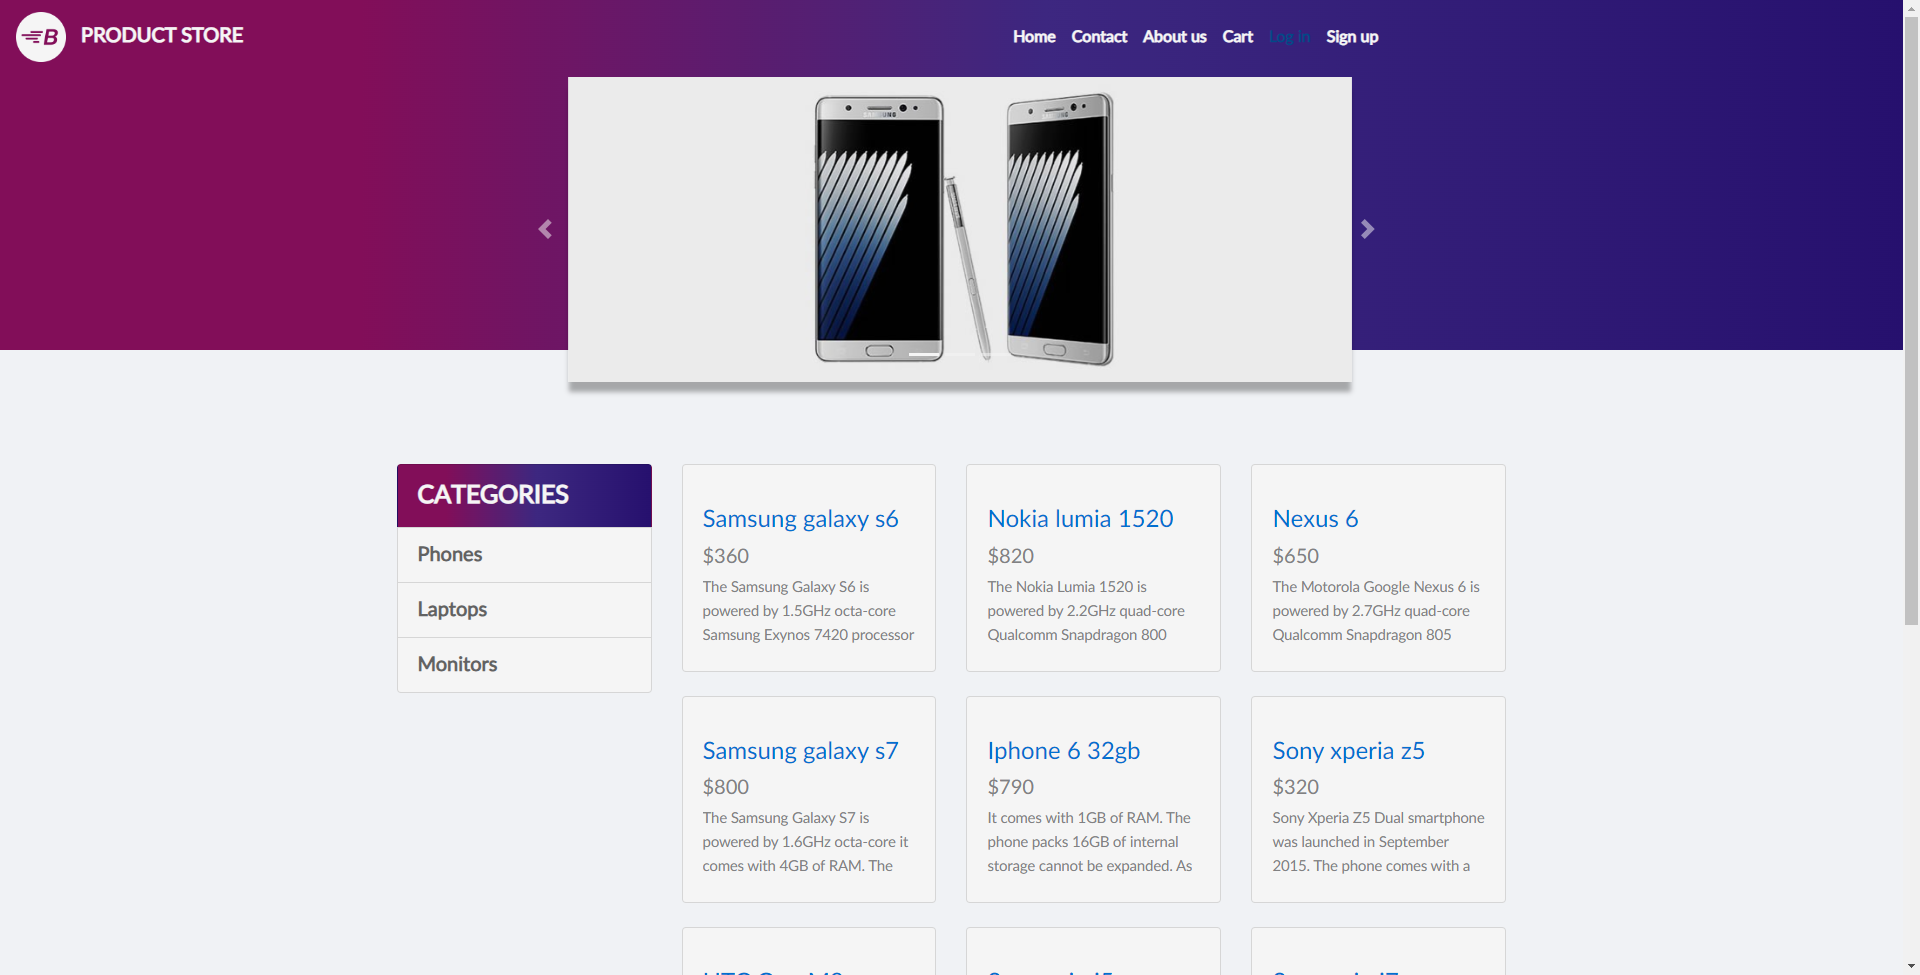 B PRODUCT STORE
Home Contact About us Cart Log in Sign up
SAMSUNG
SAMSUNG
CATEGORIES
Phones
Laptops
Monitors
Samsung galaxy s6
$360
The Samsung Galaxy S6 is
powered by 1.5GHz octa-core
Samsung Exynos 7420 processor
Nokia lumia 1520
$820
The Nokia Lumia 1520 is
powered by 2.2GHz quad-core
Qualcomm Snapdragon 800
Nexus 6
$650
The Motorola Google Nexus 6 is
powered by 2.7GHz quad-core
Qualcomm Snapdragon 805
Samsung galaxy s7
$800
The Samsung Galaxy S7 is
powered by 1.6GHz octa-core it
comes with 4GB of RAM. The
Iphone 6 32gb
$790
It comes with 1GB of RAM. The
phone packs 16GB of internal
storage cannot be expanded. As
Sony xperia z5
$320
Sony Xperia Z5 Dual smartphone
was launched in September
2015. The phone comes with a